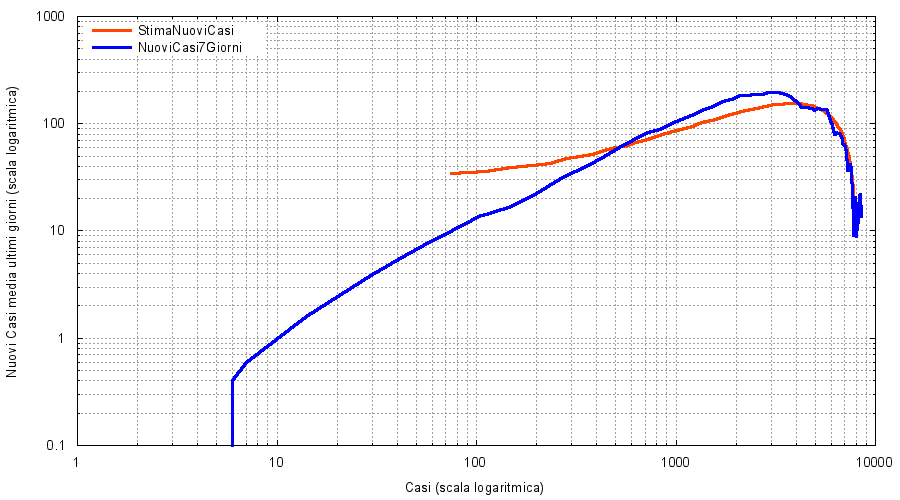 1000
StimaNuoviCasi
NuoviCasi7Giorni
100
10
1
0.1
Nuovi Casi media ultimi giorni (scala logaritmica)
1 10 100 1000 10000
Casi (scala logaritmica)